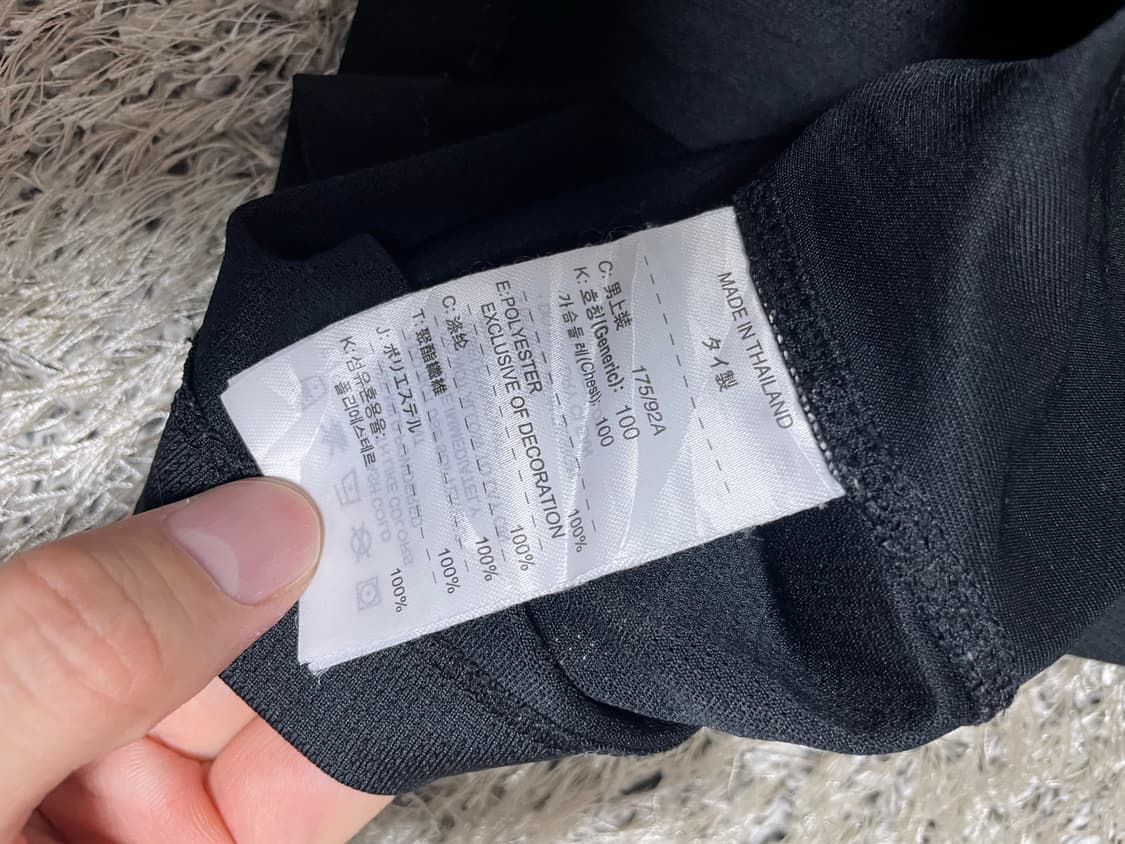 MADE IN THAILAND
タイ製
C: 男上装 175/92A
K: 호칭(Generic): 100
가슴둘레(Chest): 100
E:POLYESTER 100%
EXCLUSIVE OF DECORATION
C: 涤纶 100%
T: 聚酯纖維 100%
J: ポリエステル 100%
K: 섬유혼용율:
폴리에스테르 100%